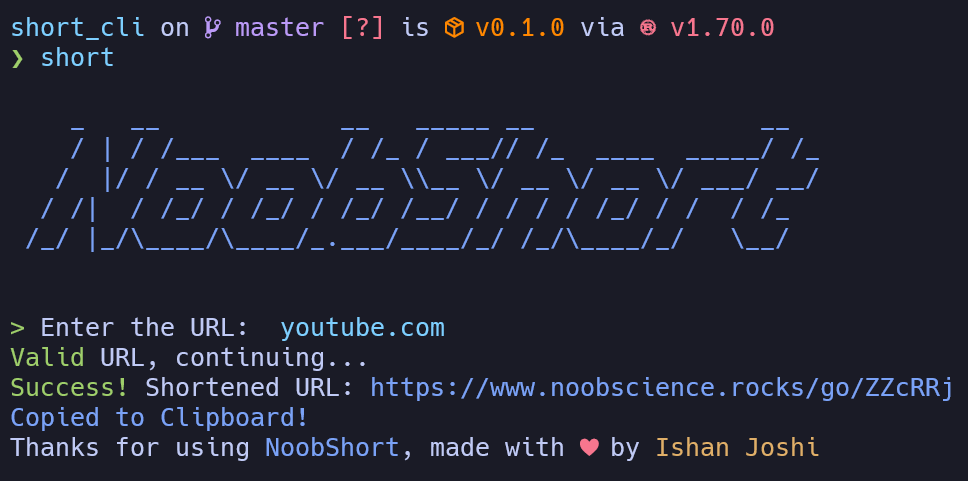 short_cli on master [?] is v0.1.0 via v1.70.0
❯ short
NoobShort
> Enter the URL:  youtube.com
Valid URL, continuing...
Success! Shortened URL: https://www.noobscience.rocks/go/ZZcRRj
Copied to Clipboard!
Thanks for using NoobShort, made with ♥ by Ishan Joshi